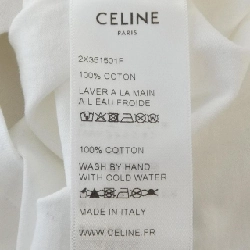 CELINE
PARIS
100% COTON
LAVER A LA MAIN
A L EAU FROIDE
100% COTTON
WASH BY HAND
WITH COLD WATER
MADE IN ITALY
WWW.CELINE.FR